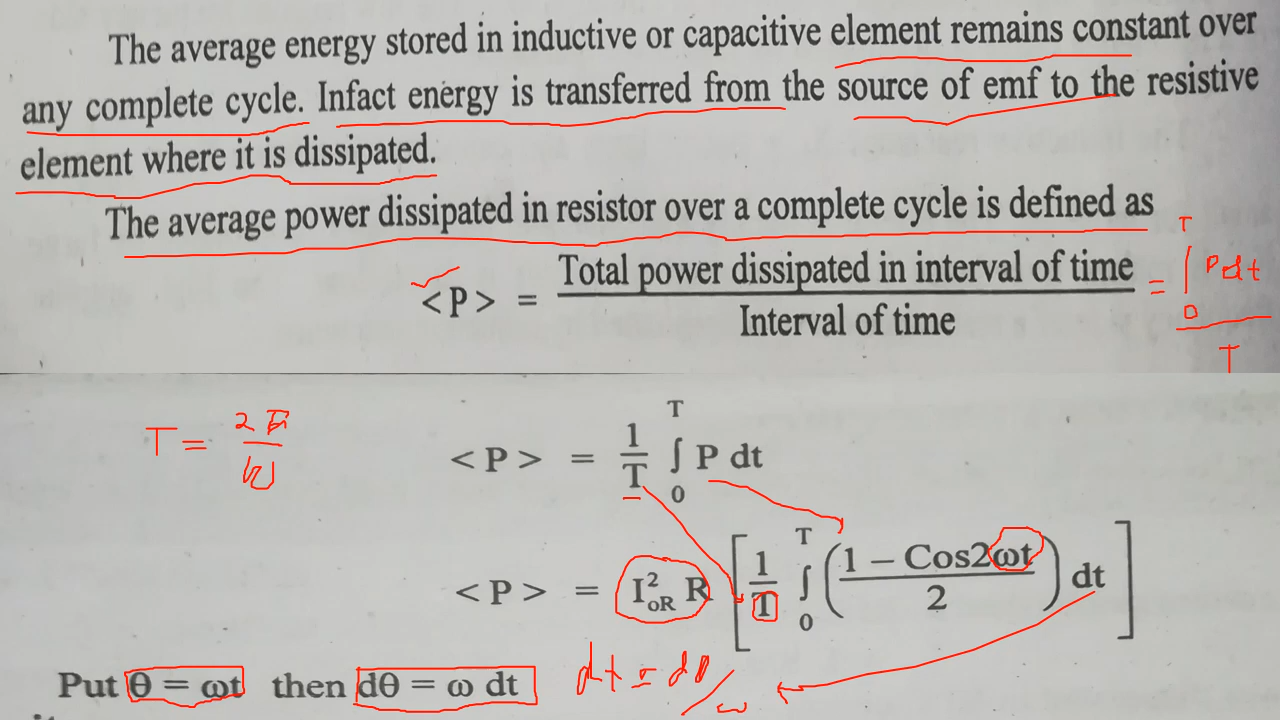 The average energy stored in inductive or capacitive element remains constant over
any complete cycle. Infact energy is transferred from the source of emf to the resistive
element where it is dissipated.
The average power dissipated in resistor over a complete cycle is defined as
<P> = Total power dissipated in interval of time / Interval of time = ∫₀ᵀ Pdt / T
T = 2π / ω
<P> = 1/T ∫₀ᵀ P dt
<P> = I²oR R [ 1/T ∫₀ᵀ ( (1 – Cos2ωt) / 2 ) dt ]
Put θ = ωt then dθ = ω dt dt = dθ/ω